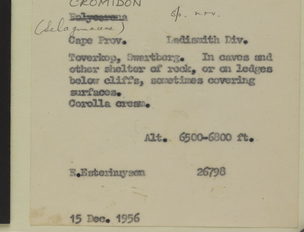 CROMIDON
Polycarena sp. nov.
Cape Prov. Ladismith Div.
Toverkop, Swartberg. In caves and
other shelter of rock, or on ledges
below cliffs, sometimes covering
surfaces.
Corolla cream.
Alt. 6500-6800 ft.
E.Esterhuysen 26798
15 Dec. 1956